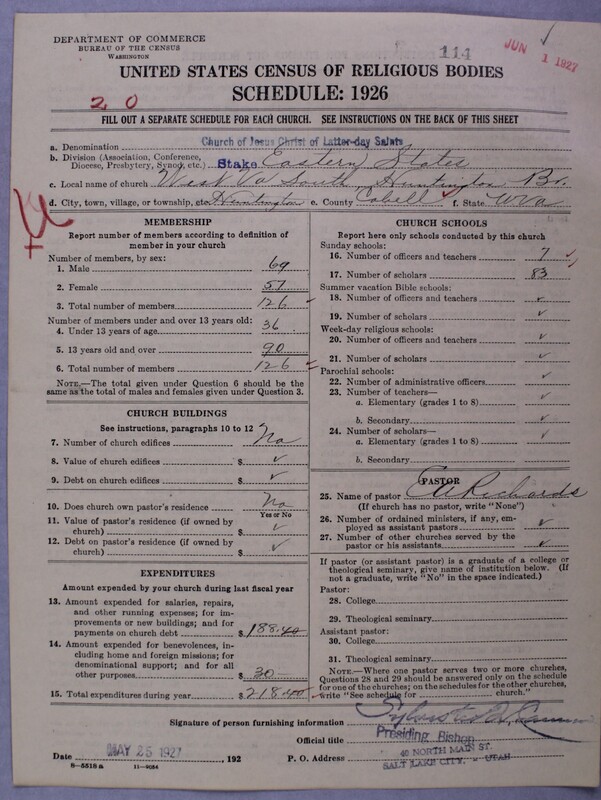 DEPARTMENT OF COMMERCE
BUREAU OF THE CENSUS
WASHINGTON
114
JUN 1 1927
UNITED STATES CENSUS OF RELIGIOUS BODIES
SCHEDULE: 1926
2 0
FILL OUT A SEPARATE SCHEDULE FOR EACH CHURCH. SEE INSTRUCTIONS ON THE BACK OF THIS SHEET
a. Denomination Church of Jesus Christ of Latter-day Saints
b. Division (Association, Conference, Diocese, Presbytery, Synod, etc.) Stake Eastern States
c. Local name of church West Va South, Huntington Br.
d. City, town, village, or township, etc. Huntington e. County Cabell f. State WVa
MEMBERSHIP
Report number of members according to definition of
member in your church
Number of members, by sex:
1. Male 69
2. Female 57
3. Total number of members 126
Number of members under and over 13 years old:
4. Under 13 years of age 36
5. 13 years old and over 90
6. Total number of members 126
NOTE.—The total given under Question 6 should be
same as the total of males and females given under Question 3.
CHURCH BUILDINGS
See instructions, paragraphs 10 to 12
7. Number of church edifices No
8. Value of church edifices $ ✓
9. Debt on church edifices $ ✓
10. Does church own pastor's residence No
Yes or No
11. Value of pastor's residence (if owned by
church) $ ✓
12. Debt on pastor's residence (if owned by
church) $ ✓
EXPENDITURES
Amount expended by your church during last fiscal year
13. Amount expended for salaries, repairs,
and other running expenses; for im-
provements or new buildings; and for
payments on church debt $ 188.40
14. Amount expended for benevolences, in-
cluding home and foreign missions; for
denominational support; and for all
other purposes $ 30
15. Total expenditures during year $ 218.40
CHURCH SCHOOLS
Report here only schools conducted by this church
Sunday schools:
16. Number of officers and teachers 7
17. Number of scholars 83
Summer vacation Bible schools:
18. Number of officers and teachers ✓
19. Number of scholars ✓
Week-day religious schools:
20. Number of officers and teachers ✓
21. Number of scholars ✓
Parochial schools:
22. Number of administrative officers ✓
23. Number of teachers—
a. Elementary (grades 1 to 8) ✓
b. Secondary ✓
24. Number of scholars—
a. Elementary (grades 1 to 8) ✓
b. Secondary
PASTOR
25. Name of pastor Richards
(If church has no pastor, write "None")
26. Number of ordained ministers, if any, em-
ployed as assistant pastors ✓
27. Number of other churches served by the
pastor or his assistants ✓
If pastor (or assistant pastor) is a graduate of a college or
theological seminary, give name of institution below. (If
not a graduate, write "No" in the space indicated.)
Pastor:
28. College
29. Theological seminary
Assistant pastor:
30. College
31. Theological seminary
NOTE.—Where one pastor serves two or more churches,
Questions 28 and 29 should be answered only on the schedule
for one of the churches; on the schedules for the other churches,
write "See schedule for church."
Signature of person furnishing information Sylvester Q. Cannon
Official title Presiding Bishop
Date MAY 25 1927, 192 P. O. Address 40 NORTH MAIN ST.
SALT LAKE CITY, - UTAH
8—5518a 11—9034